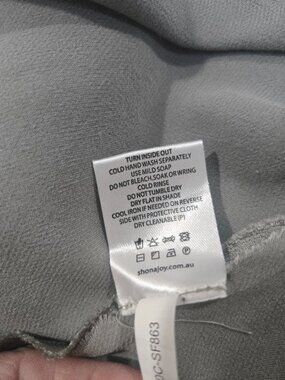 TURN INSIDE OUT
COLD HAND WASH SEPARATELY
USE MILD SOAP
DO NOT BLEACH, SOAK OR WRING
COLD RINSE
DO NOT TUMBLE DRY
DRY FLAT IN SHADE
COOL IRON IF NEEDED ON REVERSE
SIDE WITH PROTECTIVE CLOTH
DRY CLEANABLE (P)
shonajoy.com.au
OC-SF863